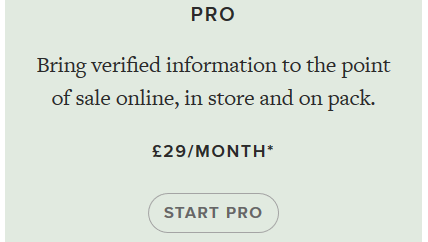 PRO
Bring verified information to the point
of sale online, in store and on pack.
£29/MONTH*
START PRO